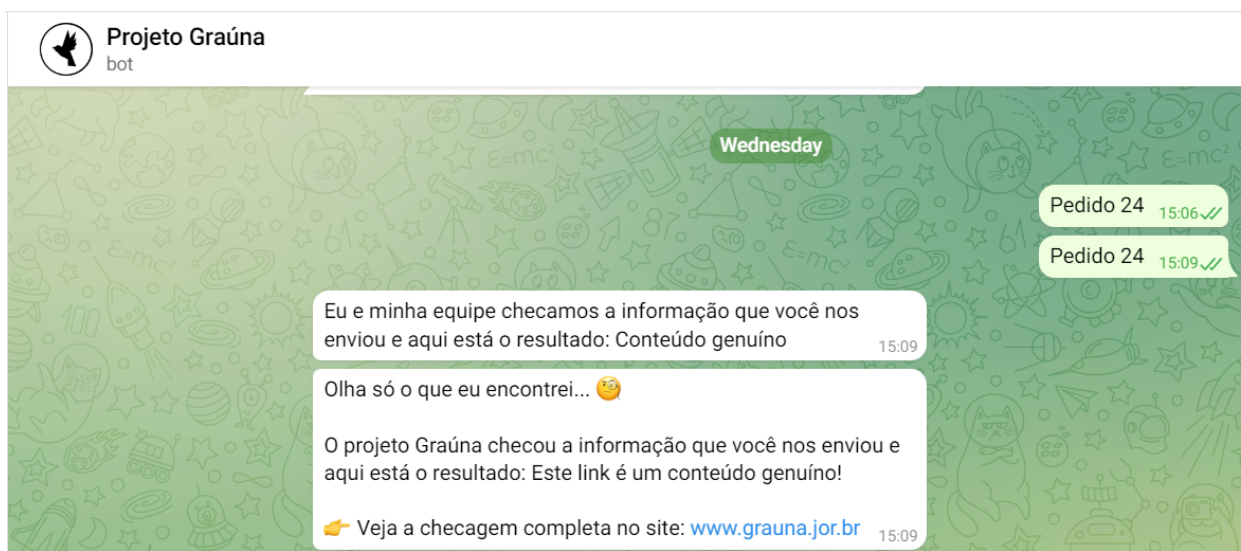 Projeto Graúna
bot
Wednesday
Pedido 24 15:06
Pedido 24 15:09
Eu e minha equipe checamos a informação que você nos
enviou e aqui está o resultado: Conteúdo genuíno 15:09
Olha só o que eu encontrei... 🧐
O projeto Graúna checou a informação que você nos enviou e
aqui está o resultado: Este link é um conteúdo genuíno!
👉 Veja a checagem completa no site: www.grauna.jor.br 15:09